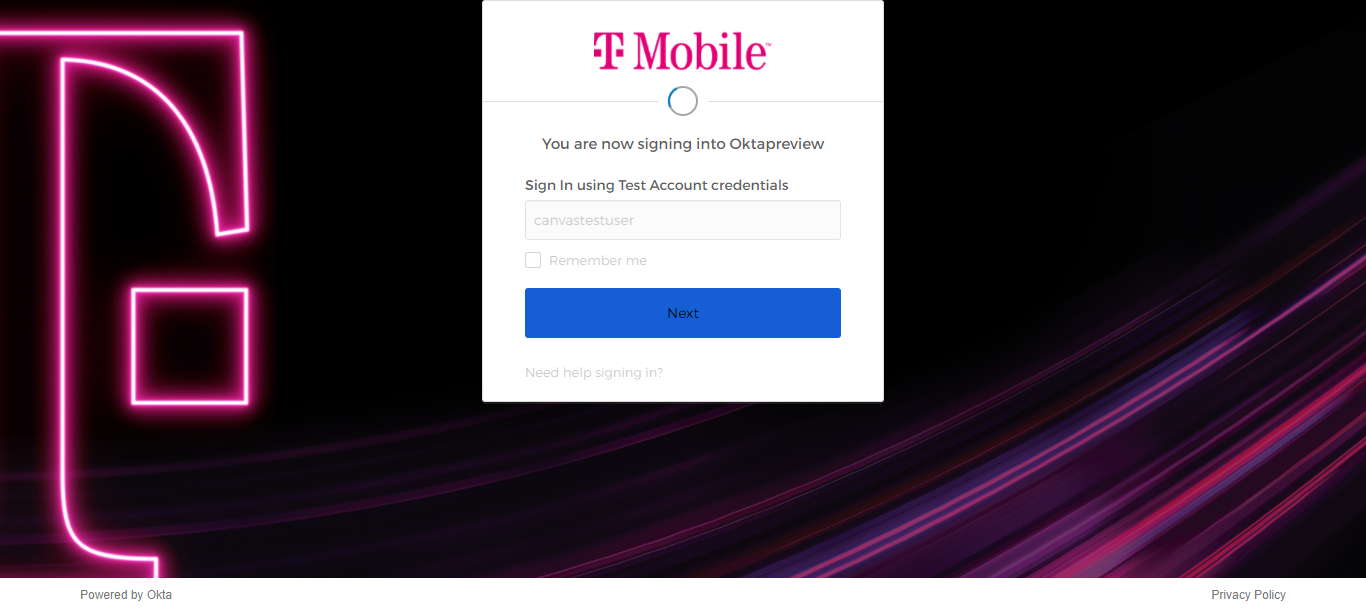 T Mobile™
You are now signing into Oktapreview
Sign In using Test Account credentials
canvastestuser
Remember me
Next
Need help signing in?
Powered by Okta
Privacy Policy